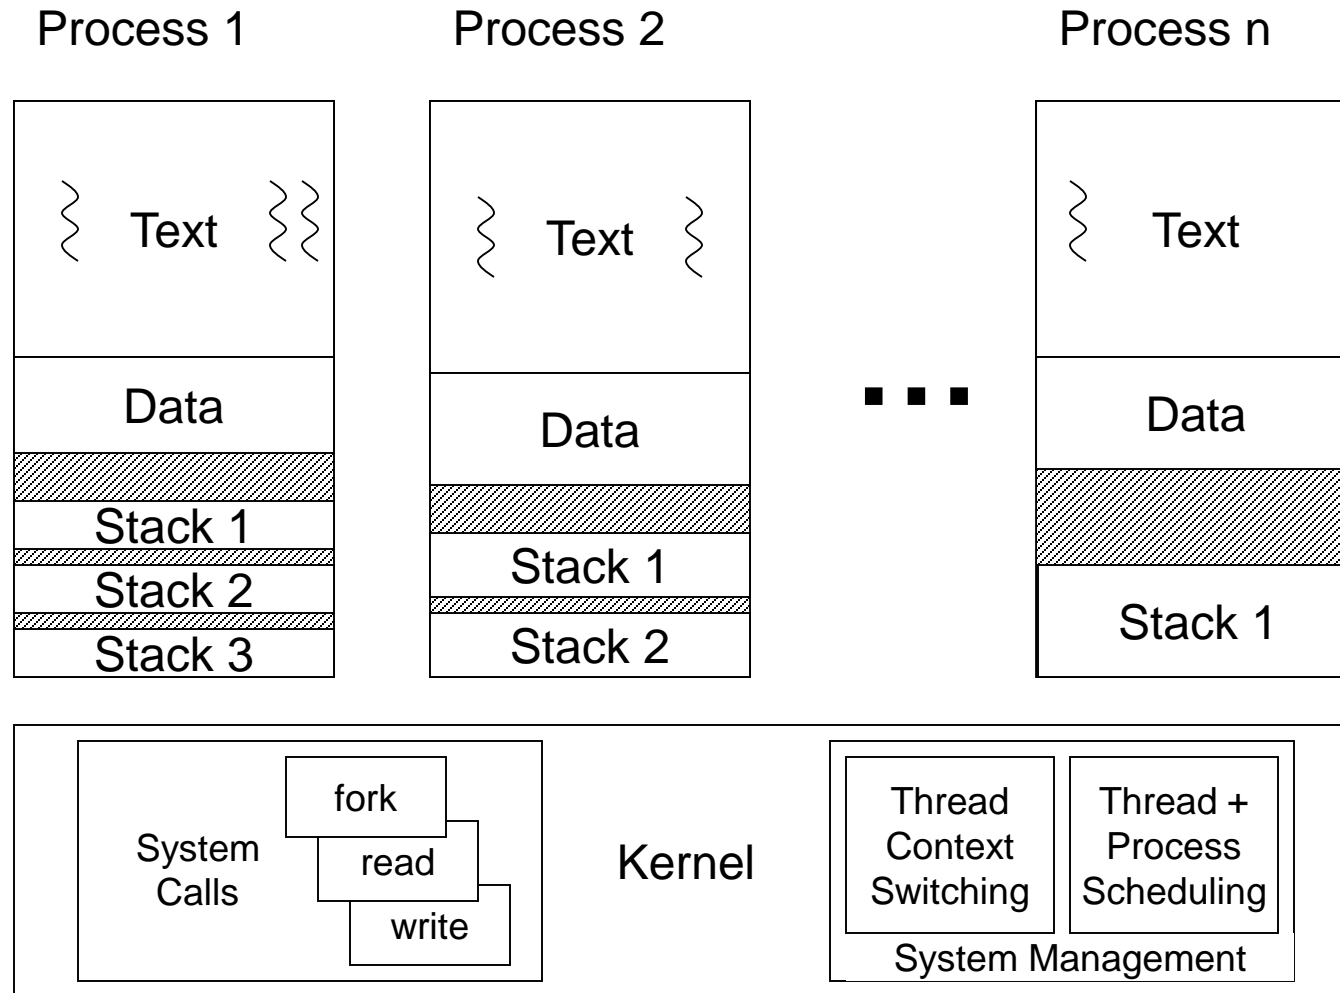 Process 1
Process 2
Process n
Text
Data
Stack 1
Stack 2
Stack 3
Text
Data
Stack 1
Stack 2
Text
Data
Stack 1
System
Calls
fork
read
write
Kernel
Thread
Context
Switching
Thread +
Process
Scheduling
System Management